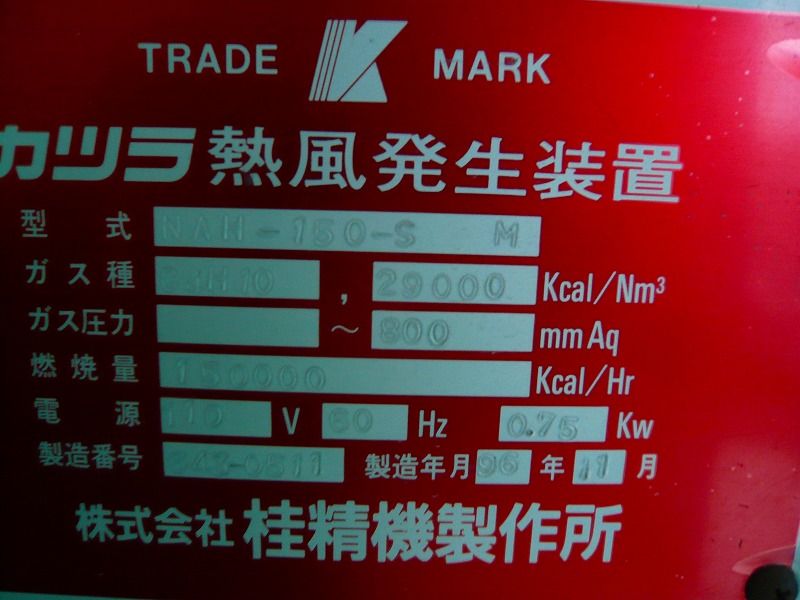 TRADE K MARK
カツラ 熱風発生装置
型式 NAH-150-S M
ガス種 C4H10 , 29000 Kcal/Nm³
ガス圧力 ～ 800 mmAq
燃焼量 150000 Kcal/Hr
電源 110 V 60 Hz 0.75 Kw
製造番号 製造年月 96 年 11 月
株式会社 桂精機製作所